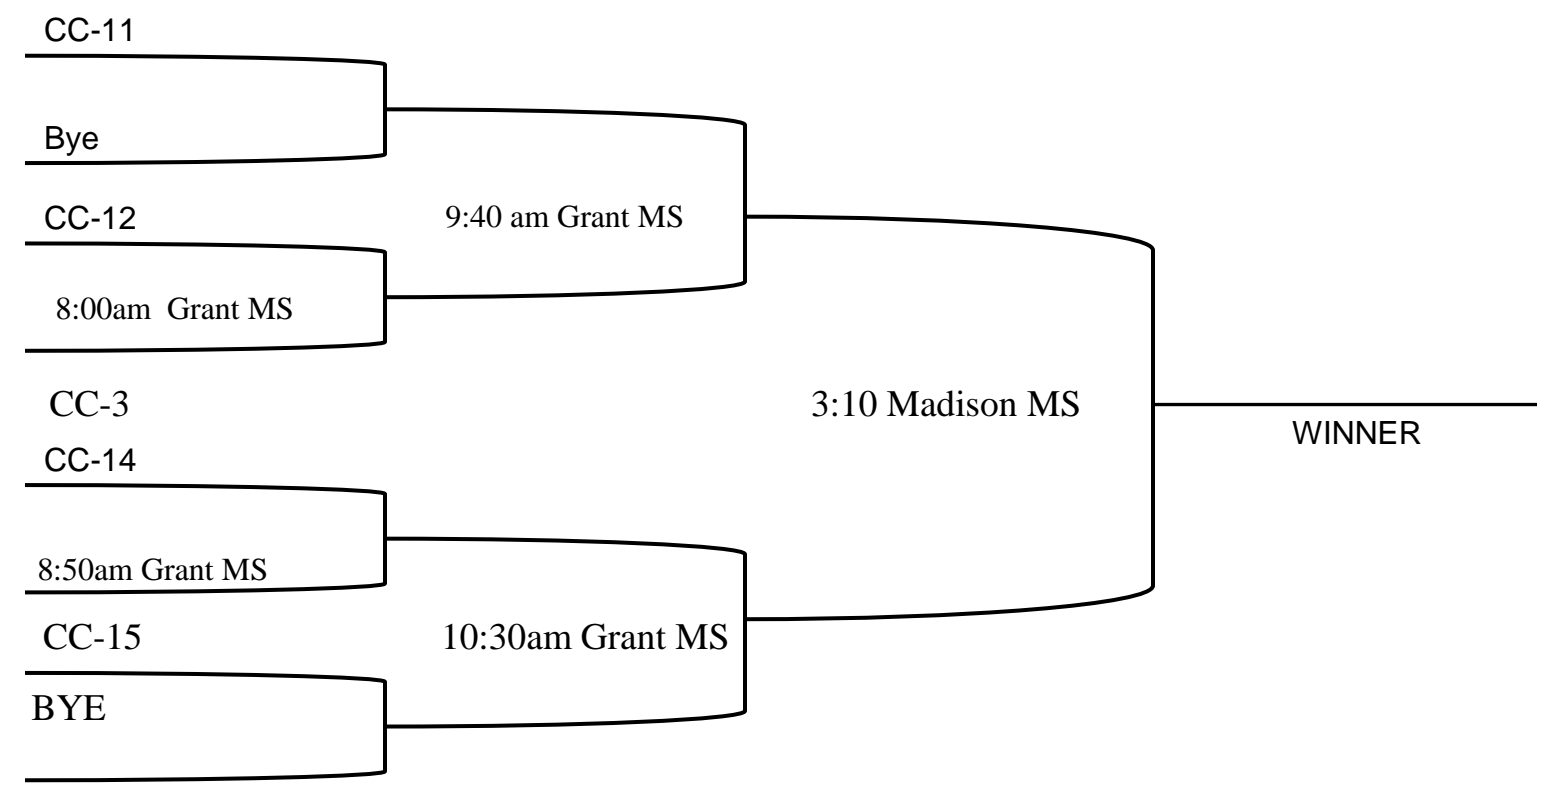 CC-11
Bye
CC-12
9:40 am Grant MS
8:00am  Grant MS
CC-3
3:10 Madison MS
WINNER
CC-14
8:50am Grant MS
CC-15
10:30am Grant MS
BYE